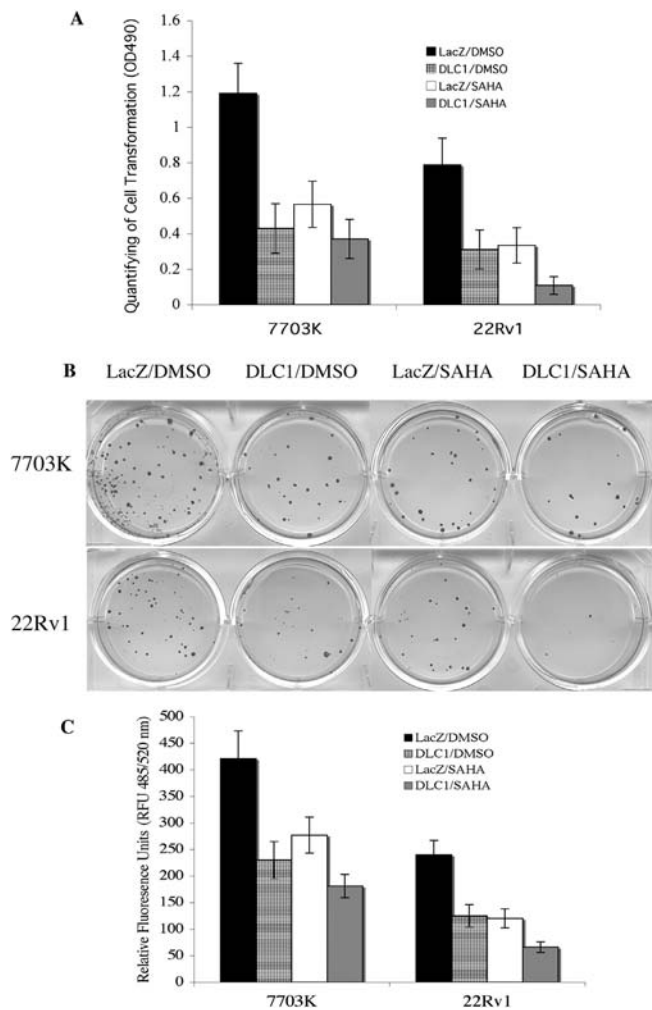 A
Quantifying of Cell Transformation (OD490)
1.6
1.4
1.2
1
0.8
0.6
0.4
0.2
0
LacZ/DMSO
DLC1/DMSO
LacZ/SAHA
DLC1/SAHA
7703K
22Rv1
B
LacZ/DMSO
DLC1/DMSO
LacZ/SAHA
DLC1/SAHA
7703K
22Rv1
C
Relative Fluoresence Units (RFU 485/520 nm)
500
450
400
350
300
250
200
150
100
50
0
LacZ/DMSO
DLC1/DMSO
LacZ/SAHA
DLC1/SAHA
7703K
22Rv1